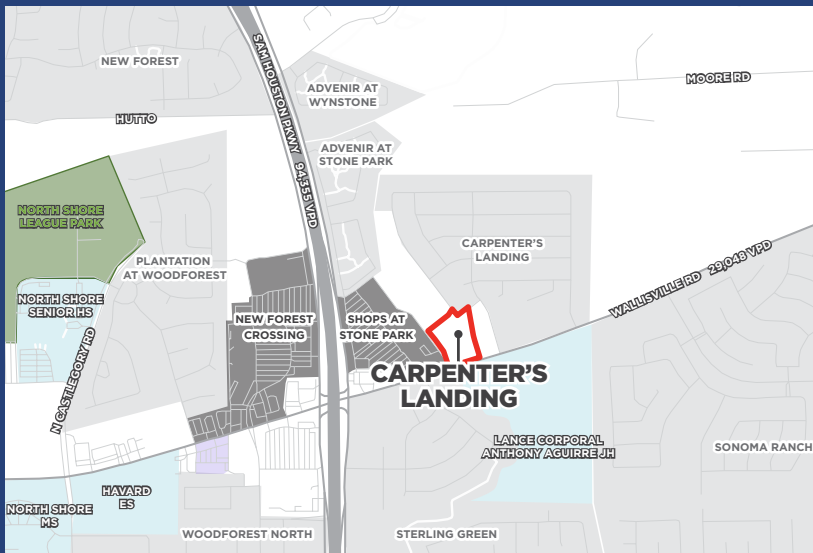 NEW FOREST
SAM HOUSTON PKWY 94,355 VPD
MOORE RD
ADVENIR AT
WYNSTONE
HUTTO
ADVENIR AT
STONE PARK
NORTH SHORE
LEAGUE PARK
CARPENTER'S
LANDING
PLANTATION
AT WOODFOREST
WALLISVILLE RD 29,048 VPD
NORTH SHORE
SENIOR HS
NEW FOREST
CROSSING
SHOPS AT
STONE PARK
N CASTLEGORY RD
CARPENTER'S
LANDING
LANCE CORPORAL
ANTHONY AGUIRRE JH
SONOMA RANCH
HAVARD
ES
NORTH SHORE
MS
WOODFOREST NORTH
STERLING GREEN